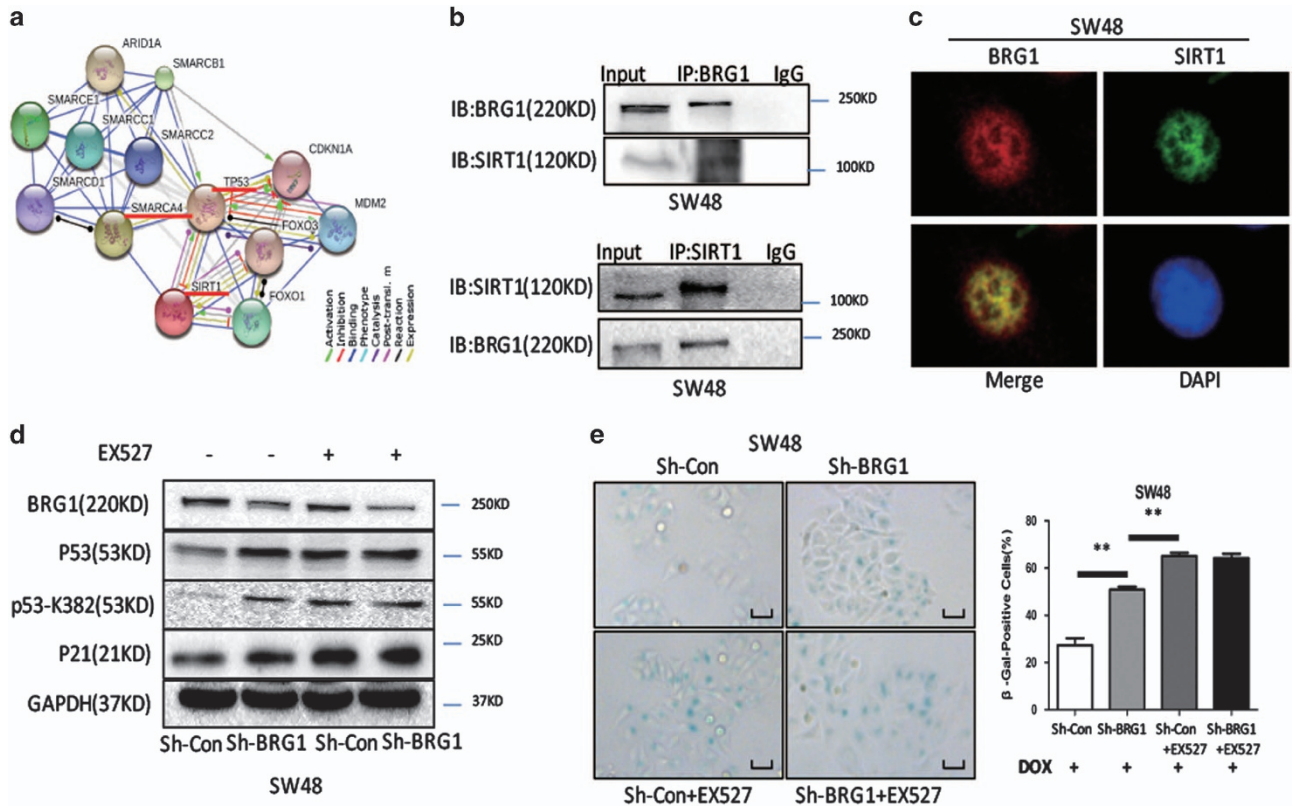 a
ARID1A
SMARCB1
SMARCE1
SMARCC1
SMARCC2
CDKN1A
TP53
SMARCD1
SMARCA4
MDM2
FOXO3
SIRT1
FOXO1
Activation
Inhibition
Binding
Phenotype
Catalysis
Post-transl. m
Reaction
Expression
b
Input IP:BRG1 IgG
IB:BRG1(220KD) 250KD
IB:SIRT1(120KD) 100KD
SW48
Input IP:SIRT1 IgG
IB:SIRT1(120KD) 100KD
IB:BRG1(220KD) 250KD
SW48
c
SW48
BRG1 SIRT1
Merge DAPI
d
EX527 - - + +
BRG1(220KD) 250KD
P53(53KD) 55KD
p53-K382(53KD) 55KD
P21(21KD) 25KD
GAPDH(37KD) 37KD
Sh-Con Sh-BRG1 Sh-Con Sh-BRG1
SW48
e
SW48
Sh-Con Sh-BRG1
Sh-Con+EX527 Sh-BRG1+EX527
SW48
**
**
β -Gal-Positive Cells(%)
80
60
40
20
0
Sh-Con Sh-BRG1 Sh-Con +EX527 Sh-BRG1 +EX527
DOX + + + +